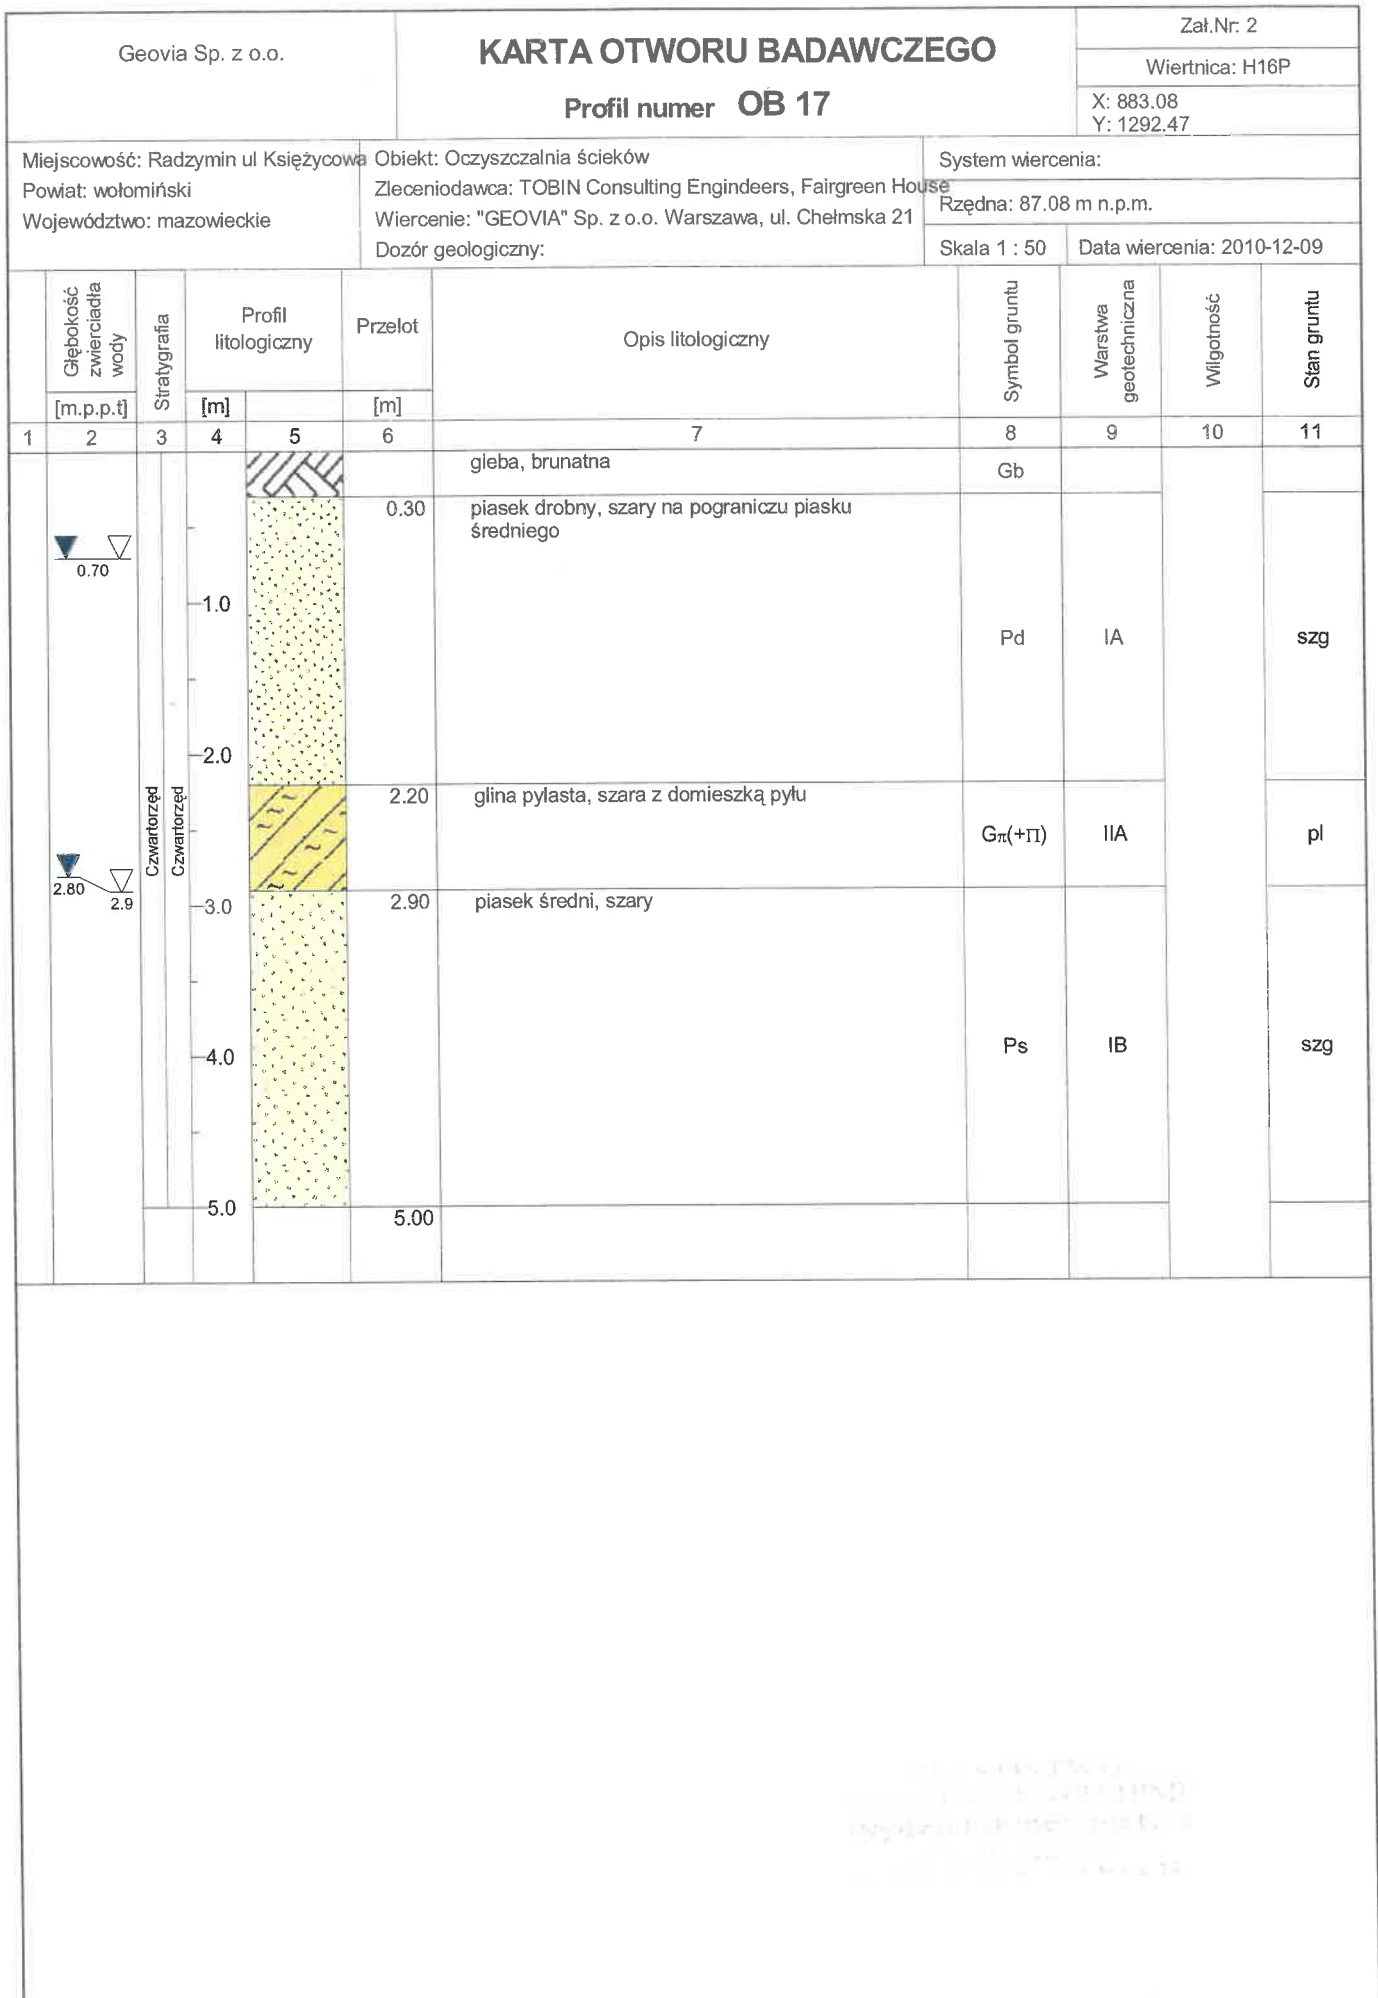 Geovia Sp. z o.o.
KARTA OTWORU BADAWCZEGO
Profil numer OB 17
Zał.Nr: 2
Wiertnica: H16P
X: 883.08
Y: 1292.47
Miejscowość: Radzymin ul Księżycowa
Powiat: wołomiński
Województwo: mazowieckie
Obiekt: Oczyszczalnia ścieków
Zleceniodawca: TOBIN Consulting Engindeers, Fairgreen House
Wiercenie: "GEOVIA" Sp. z o.o. Warszawa, ul. Chełmska 21
Dozór geologiczny:
System wiercenia:
Rzędna: 87.08 m n.p.m.
Skala 1 : 50 Data wiercenia: 2010-12-09
Głębokość
zwierciadła
wody
[m.p.p.t]
Stratygrafia
Profil
litologiczny
[m]
Przelot
[m]
Opis litologiczny
Symbol gruntu
Warstwa
geotechniczna
Wilgotność
Stan gruntu
1 2 3 4 5 6 7 8 9 10 11
gleba, brunatna Gb
0.30 piasek drobny, szary na pograniczu piasku
średniego
0.70
1.0
Pd IA szg
2.0
Czwartorzęd
Czwartorzęd
2.20 glina pylasta, szara z domieszką pyłu
Gπ(+Π) IIA pl
2.80
2.9
3.0
2.90 piasek średni, szary
4.0
Ps IB szg
5.0
5.00